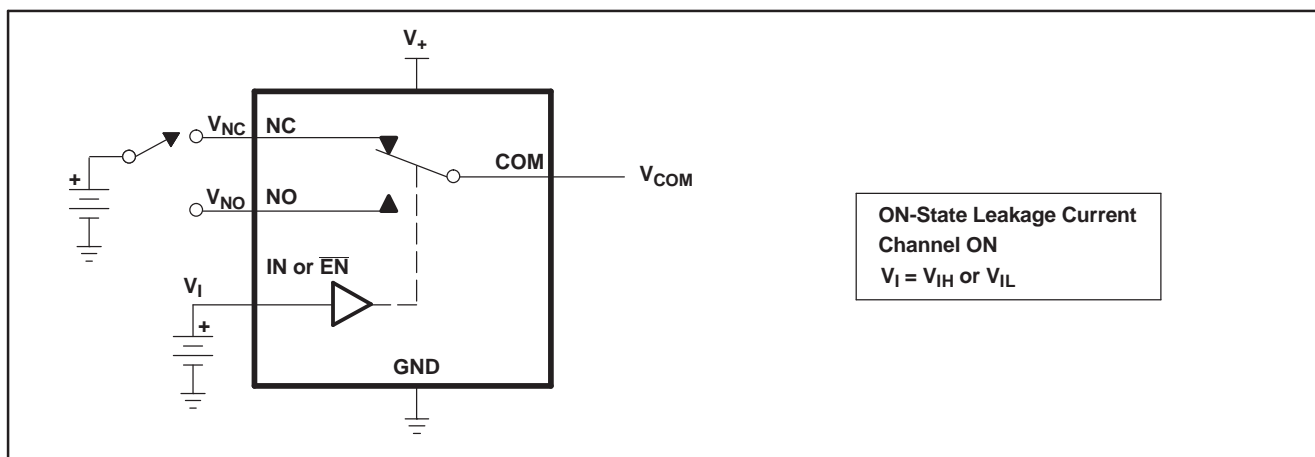 V+
VNC NC
COM
VCOM
+
VNO NO
IN or EN
VI
+
GND
ON-State Leakage Current
Channel ON
VI = VIH or VIL